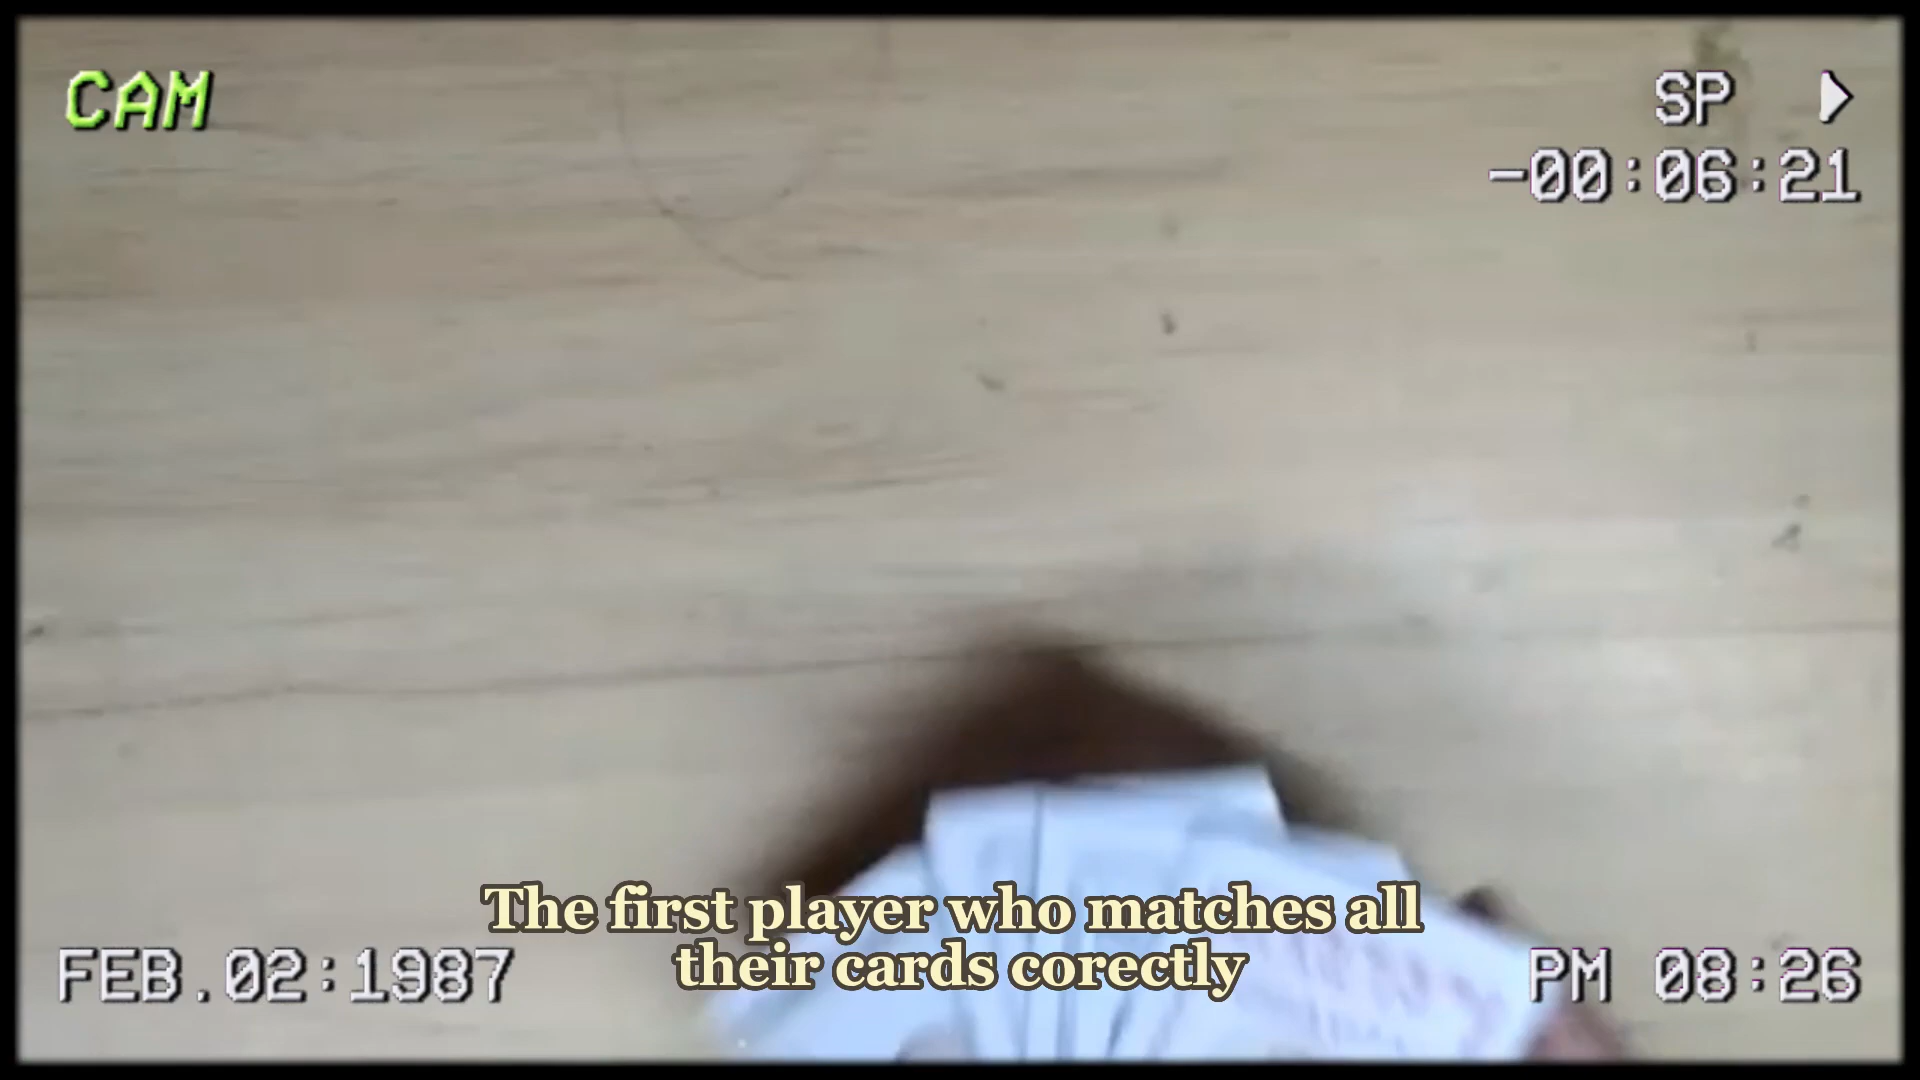 CAM
SP
-00:06:21
The first player who matches all
their cards corectly
FEB.02:1987
PM 08:26